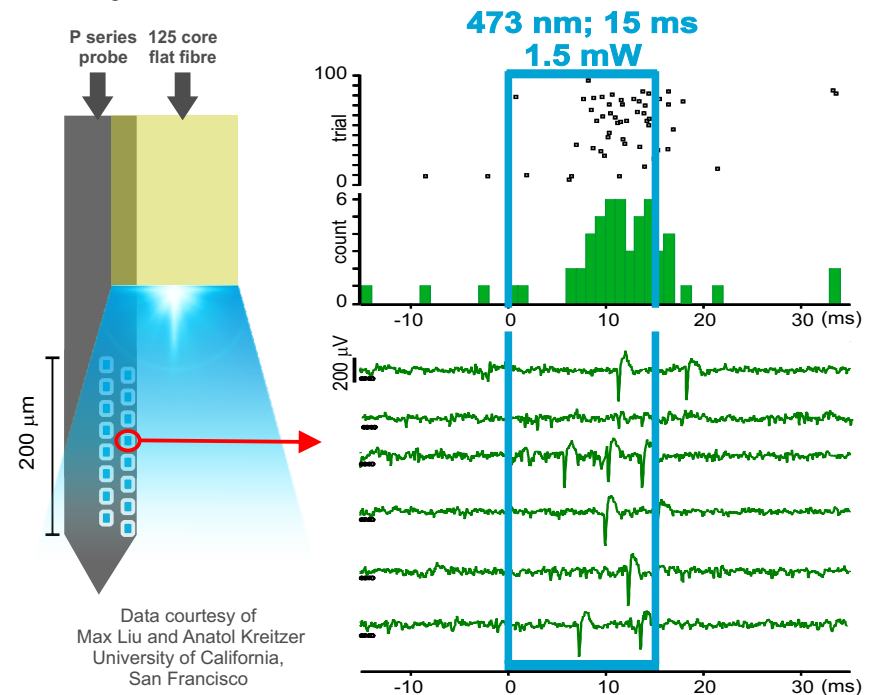 473 nm; 15 ms
1.5 mW
P series
probe
125 core
flat fibre
100
trial
0
6
count
0
-10 0 10 20 30 (ms)
200 µV
200 µm
Data courtesy of
Max Liu and Anatol Kreitzer
University of California,
San Francisco
-10 0 10 20 30 (ms)